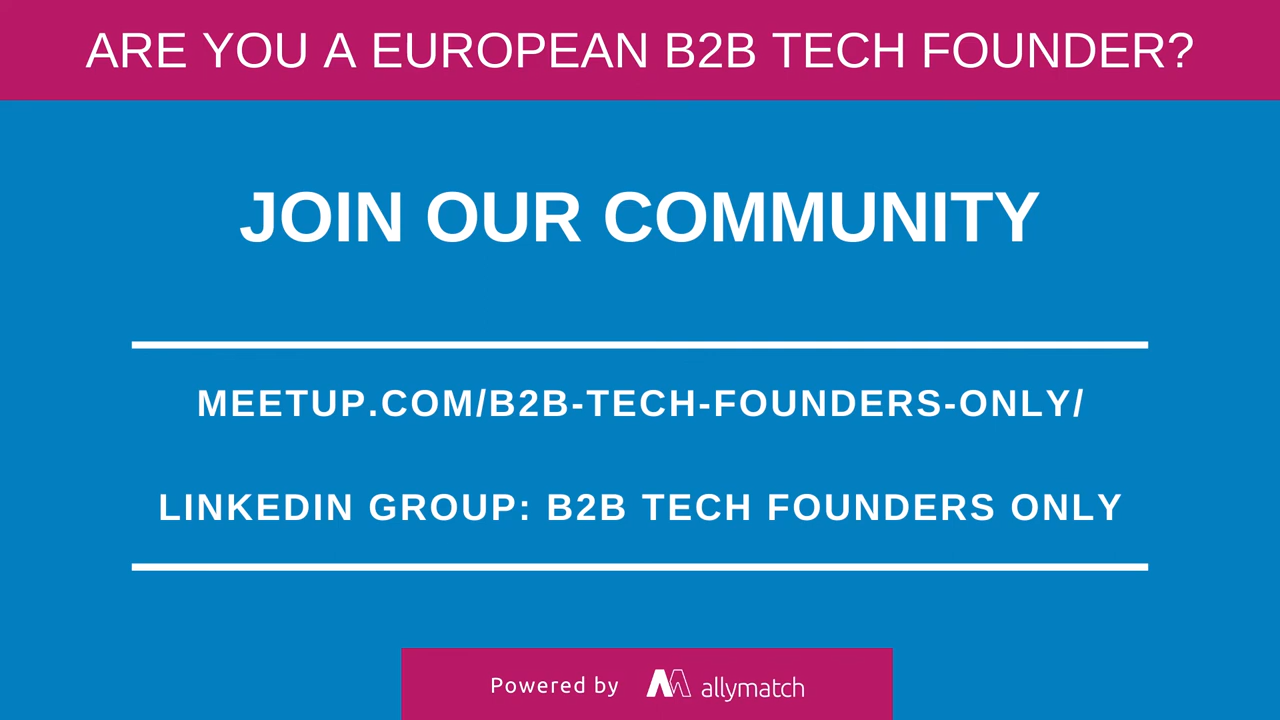 ARE YOU A EUROPEAN B2B TECH FOUNDER?
JOIN OUR COMMUNITY
MEETUP.COM/B2B-TECH-FOUNDERS-ONLY/
LINKEDIN GROUP: B2B TECH FOUNDERS ONLY
Powered by allymatch